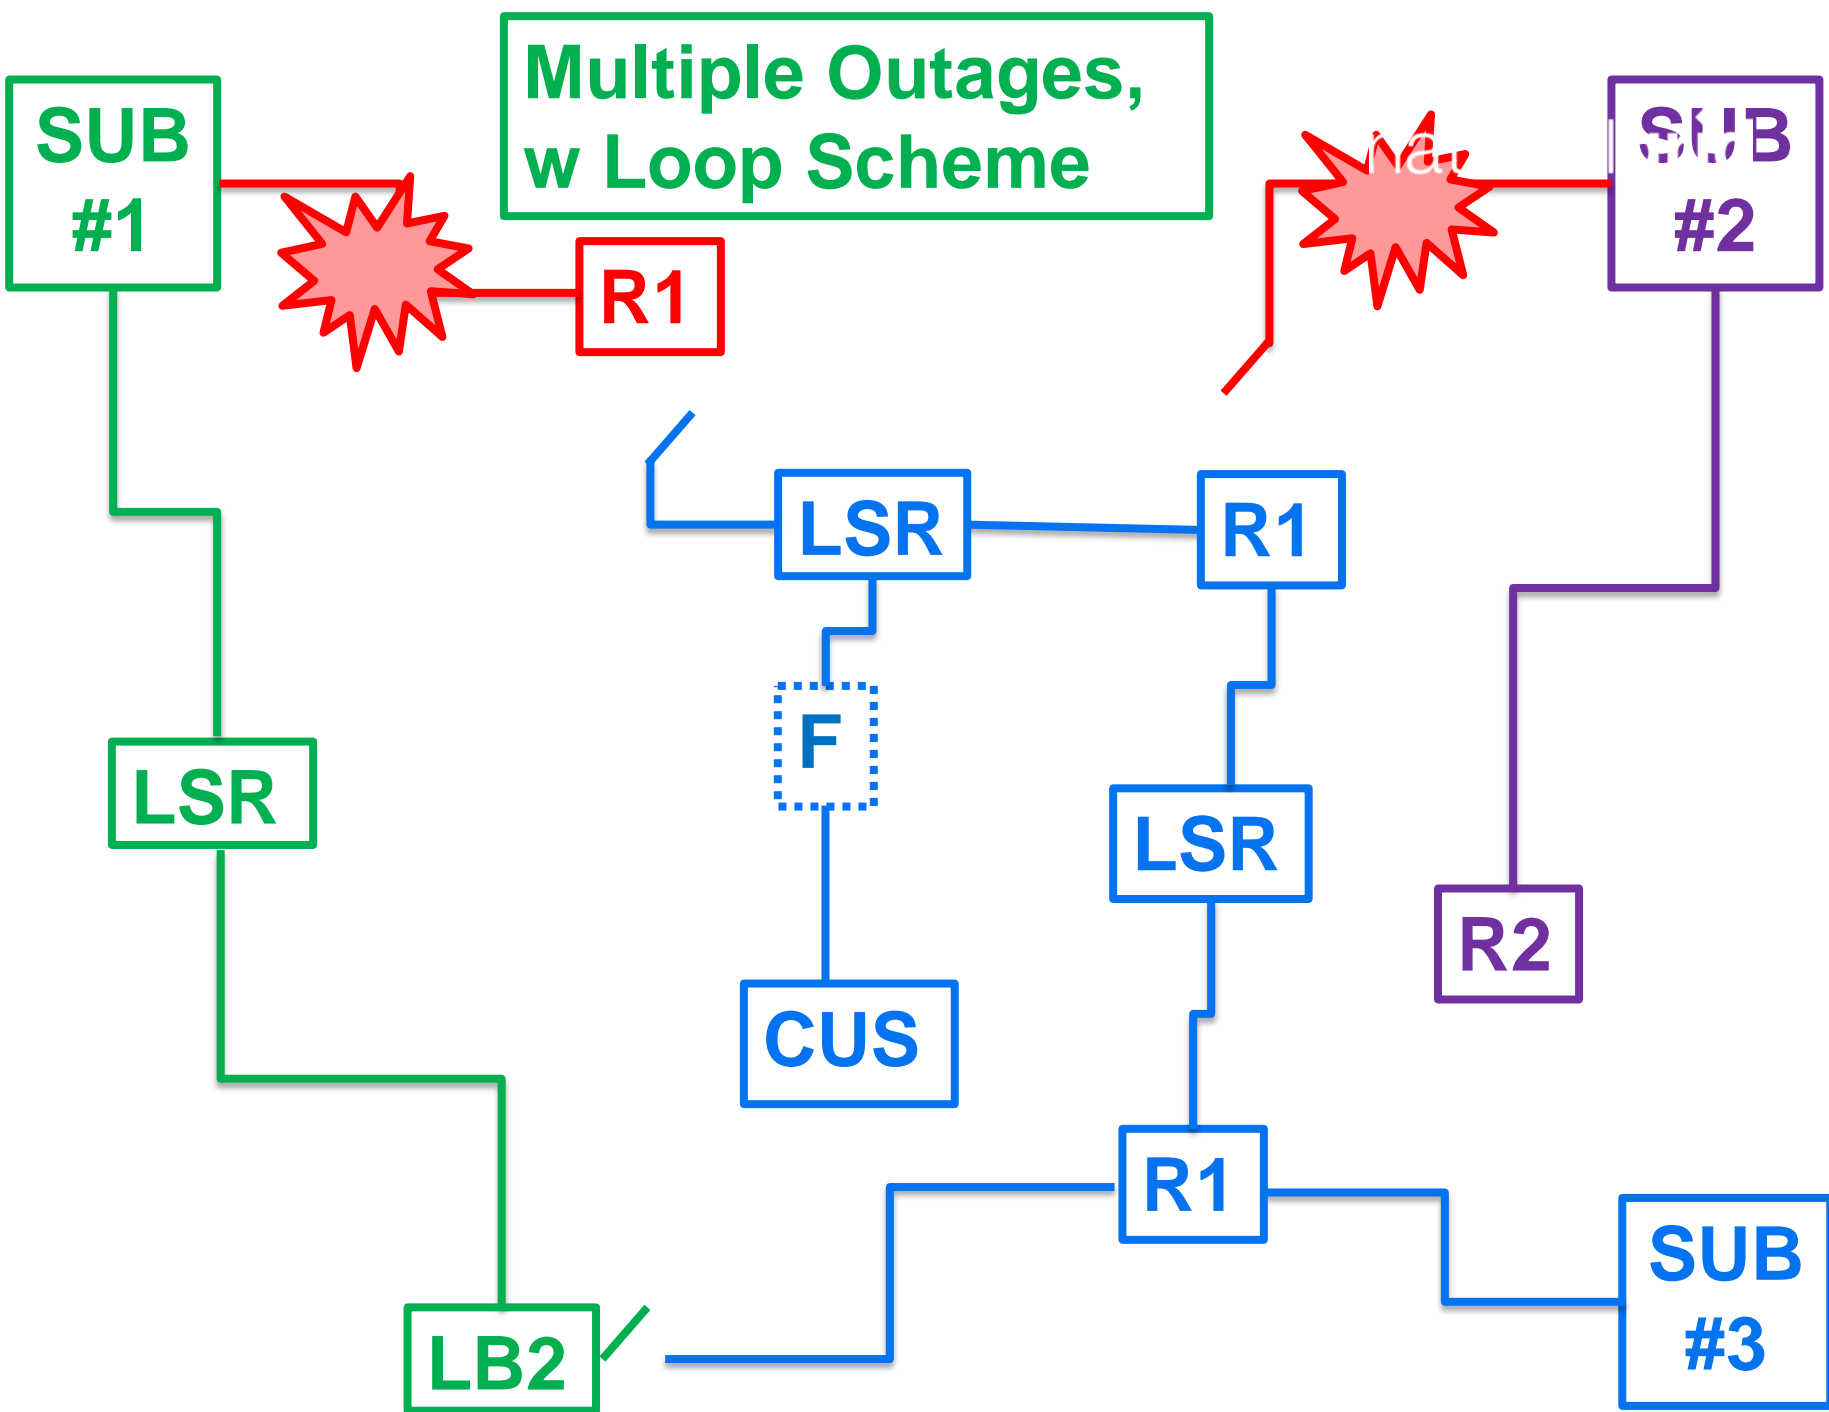 Multiple Outages,
w Loop Scheme
SUB
#1
SUB
#2
R1
LSR
R1
F
LSR
LSR
R2
CUS
R1
SUB
#3
LB2